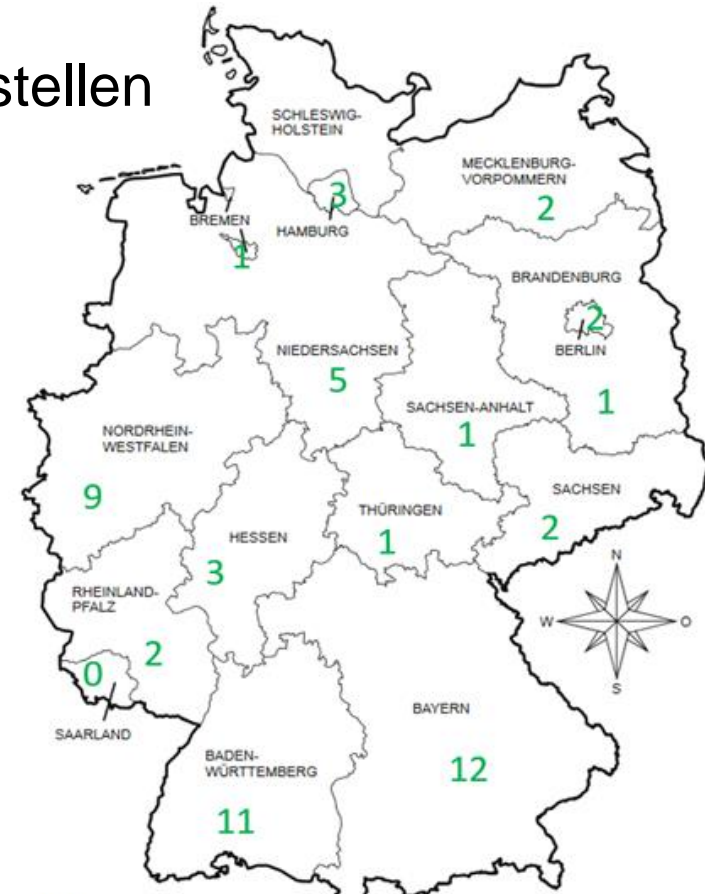 stellen
SCHLESWIG-
HOLSTEIN
MECKLENBURG-
VORPOMMERN
2
3
HAMBURG
BREMEN
1
BRANDENBURG
2
BERLIN
1
NIEDERSACHSEN
5
SACHSEN-ANHALT
1
NORDRHEIN-
WESTFALEN
9
SACHSEN
2
THÜRINGEN
1
HESSEN
3
RHEINLAND-
PFALZ
2
0
SAARLAND
N
W
O
S
BAYERN
12
BADEN-
WÜRTTEMBERG
11